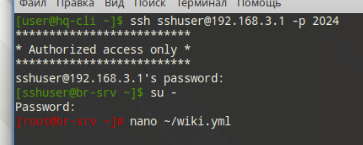 Файл Правка Вид Поиск Терминал Помощь
[user@hq-cli ~]$ ssh sshuser@192.168.3.1 -p 2024
**************************
* Authorized access only *
**************************
sshuser@192.168.3.1's password:
[sshuser@br-srv ~]$ su -
Password:
[root@br-srv ~]# nano ~/wiki.yml